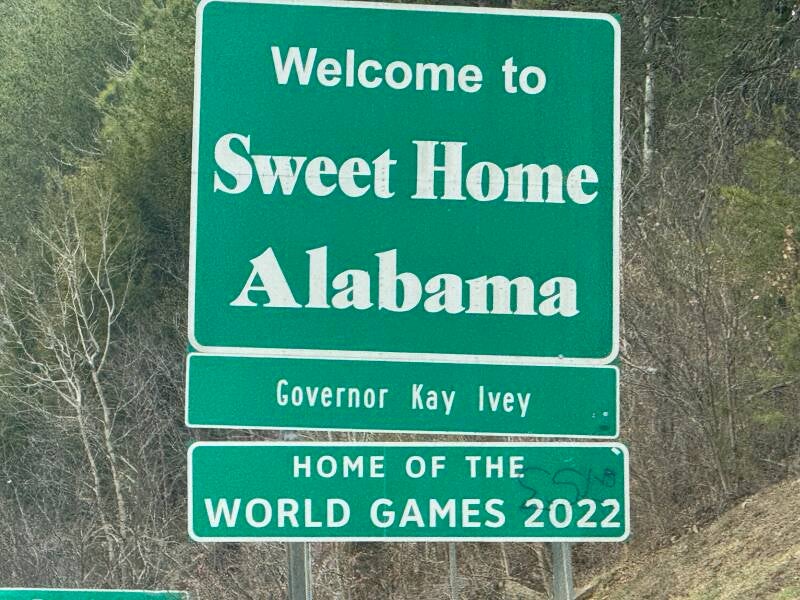 Welcome to
Sweet Home
Alabama
Governor Kay Ivey
HOME OF THE
WORLD GAMES 2022